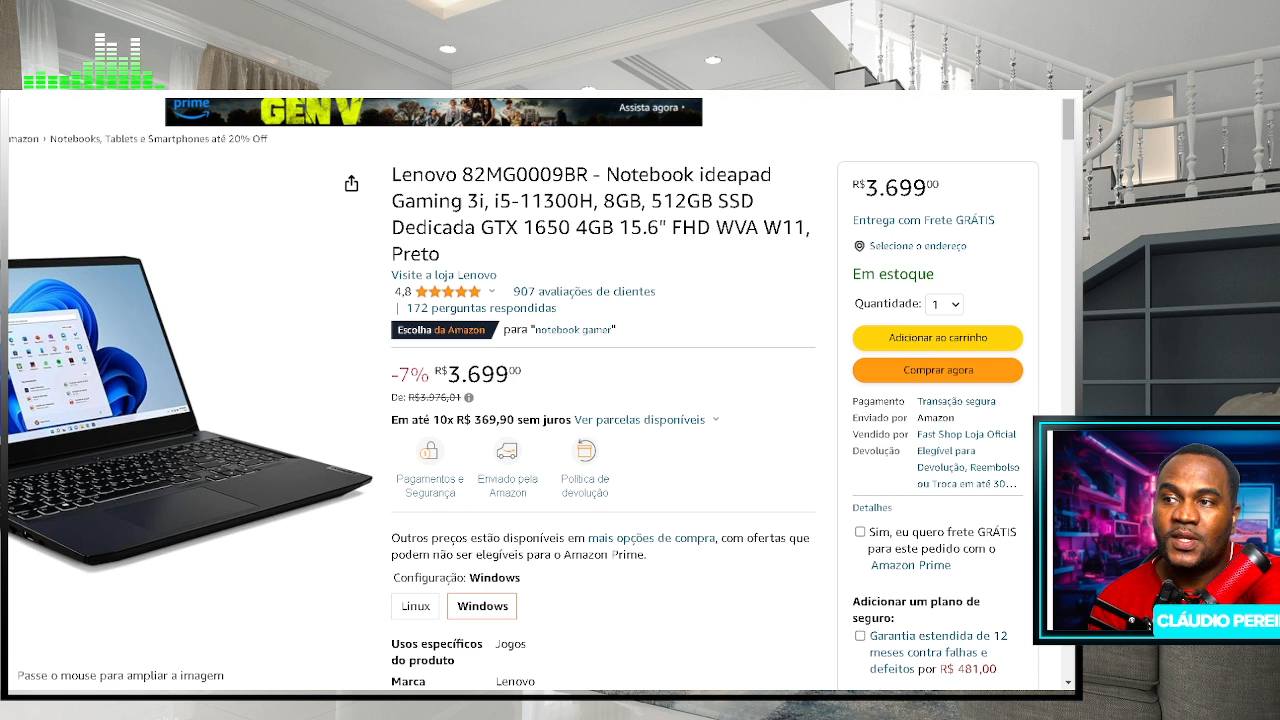 prime
GEN V
Assista agora
mazon › Notebooks, Tablets e Smartphones até 20% Off
Lenovo 82MG0009BR - Notebook ideapad
Gaming 3i, i5-11300H, 8GB, 512GB SSD
Dedicada GTX 1650 4GB 15.6" FHD WVA W11,
Preto
Visite a loja Lenovo
4,8 907 avaliações de clientes
| 172 perguntas respondidas
Escolha da Amazon para "notebook gamer"
-7% R$3.69900
De: R$3.976,01
Em até 10x R$ 369,90 sem juros Ver parcelas disponíveis
Pagamentos e
Segurança
Enviado pela
Amazon
Política de
devolução
Outros preços estão disponíveis em mais opções de compra, com ofertas que
podem não ser elegíveis para o Amazon Prime.
Configuração: Windows
Linux
Windows
Usos específicos
do produto
Jogos
Marca Lenovo
Passe o mouse para ampliar a imagem
R$3.69900
Entrega com Frete GRÁTIS
Selecione o endereço
Em estoque
Quantidade: 1
Adicionar ao carrinho
Comprar agora
Pagamento Transação segura
Enviado por Amazon
Vendido por Fast Shop Loja Oficial
Devolução Elegível para
Devolução, Reembolso
ou Troca em até 30…
Detalhes
Sim, eu quero frete GRÁTIS
para este pedido com o
Amazon Prime
Adicionar um plano de
seguro:
Garantia estendida de 12
meses contra falhas e
defeitos por R$ 481,00
CLÁUDIO PEREI